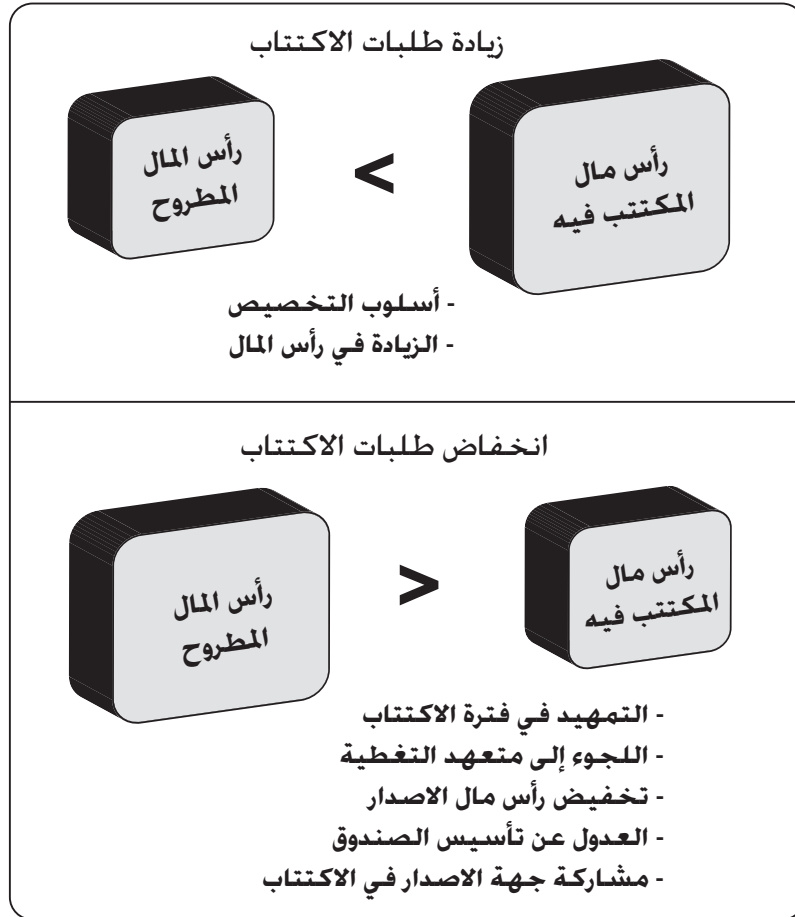 زيادة طلبات الاكتتاب
رأس مال
المكتتب فيه
<
رأس المال
المطروح
- أسلوب التخصيص
- الزيادة في رأس المال
انخفاض طلبات الاكتتاب
رأس مال
المكتتب فيه
>
رأس المال
المطروح
- التمهيد في فترة الاكتتاب
- اللجوء إلى متعهد التغطية
- تخفيض رأس مال الاصدار
- العدول عن تأسيس الصندوق
- مشاركة جهة الاصدار في الاكتتاب